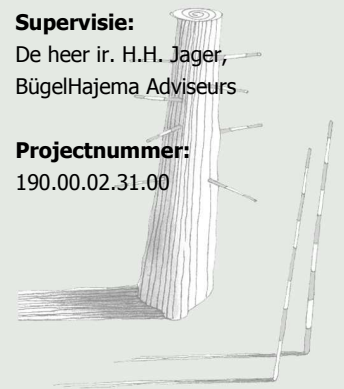 Supervisie:
De heer ir. H.H. Jager,
BügelHajema Adviseurs
Projectnummer:
190.00.02.31.00